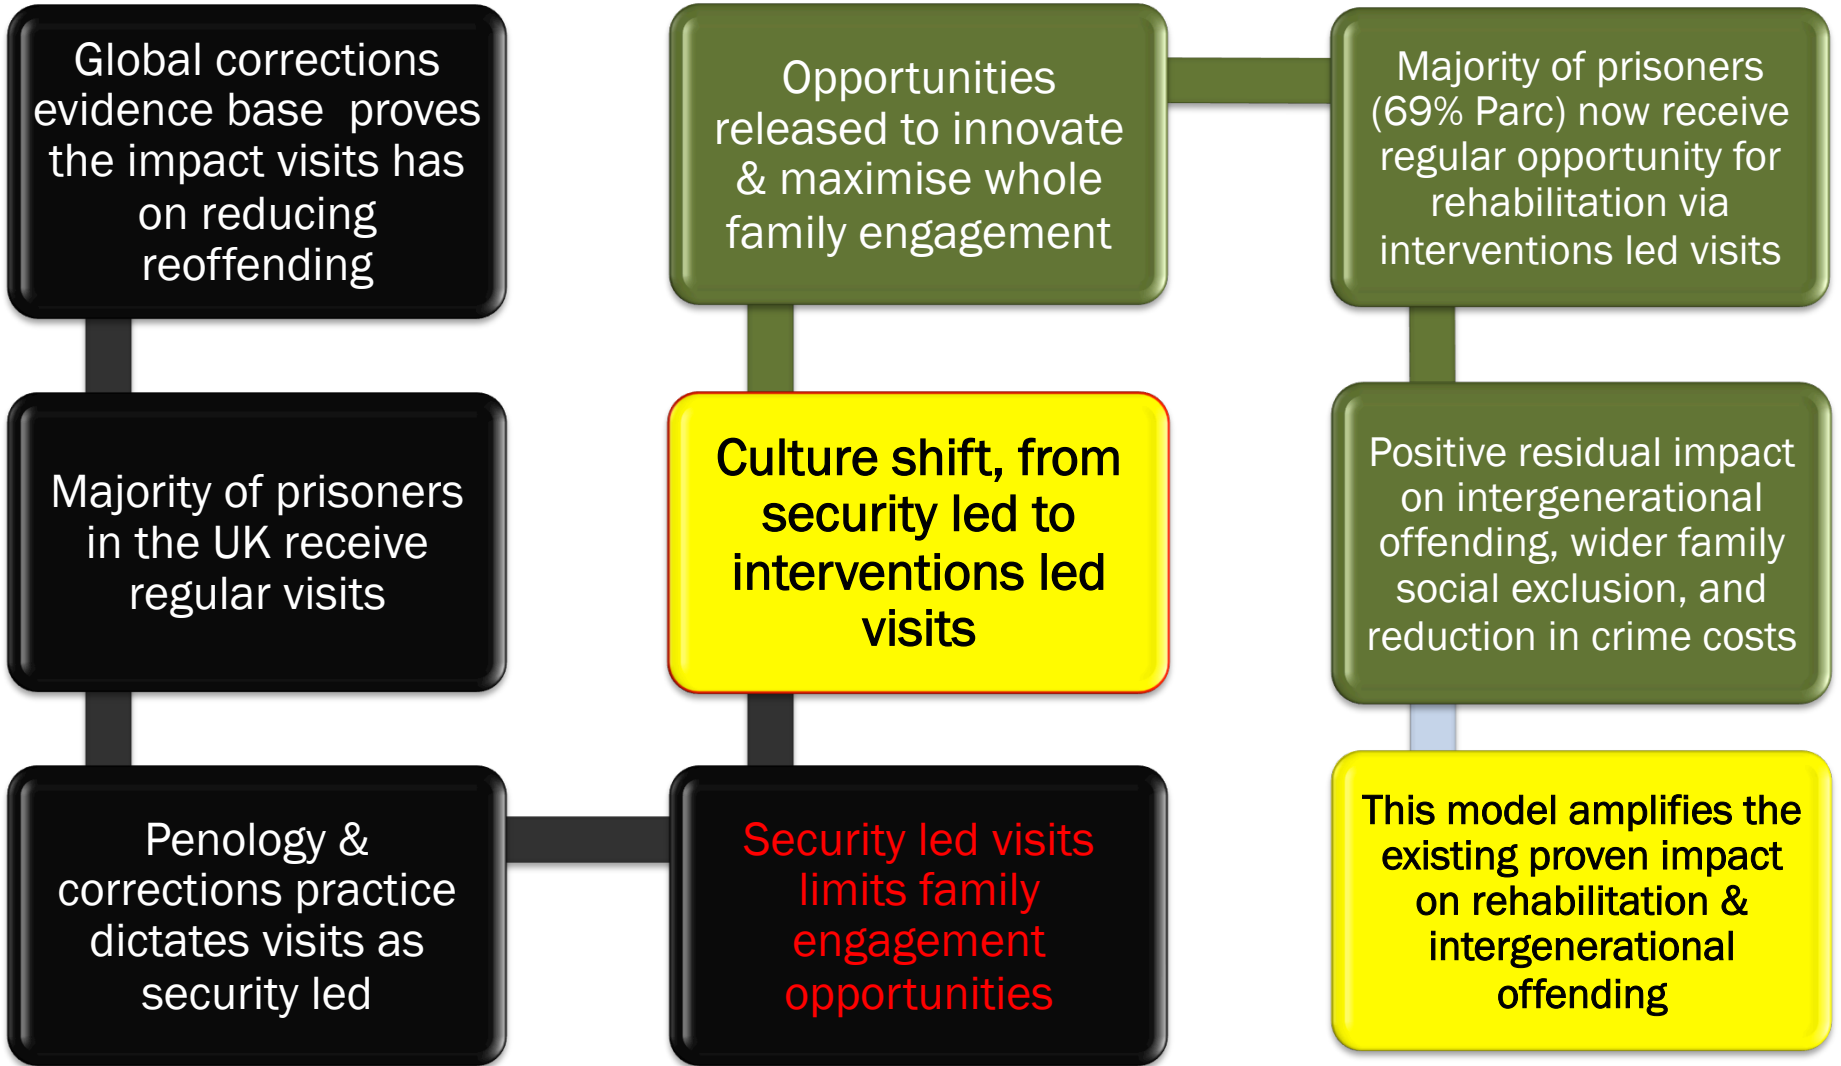 Global corrections
evidence base  proves
the impact visits has
on reducing
reoffending
Majority of prisoners
in the UK receive
regular visits
Penology &
corrections practice
dictates visits as
security led
Security led visits
limits family
engagement
opportunities
Culture shift, from
security led to
interventions led
visits
Opportunities
released to innovate
& maximise whole
family engagement
Majority of prisoners
(69% Parc) now receive
regular opportunity for
rehabilitation via
interventions led visits
Positive residual impact
on intergenerational
offending, wider family
social exclusion, and
reduction in crime costs
This model amplifies the
existing proven impact
on rehabilitation &
intergenerational
offending